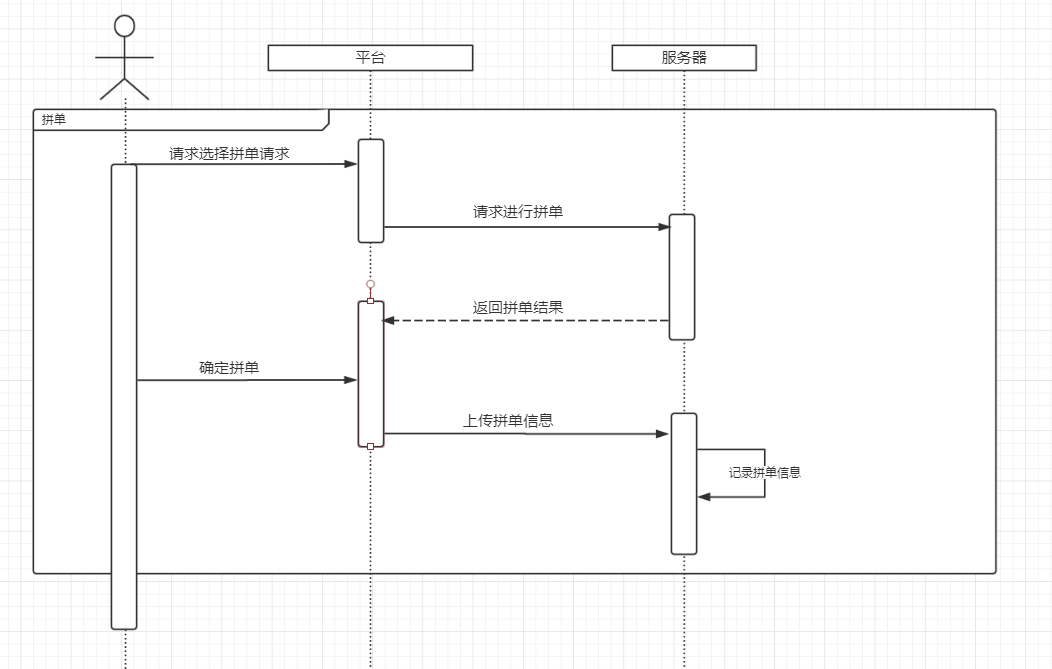 平台
服务器
拼单
请求选择拼单请求
请求进行拼单
返回拼单结果
确定拼单
上传拼单信息
记录拼单信息